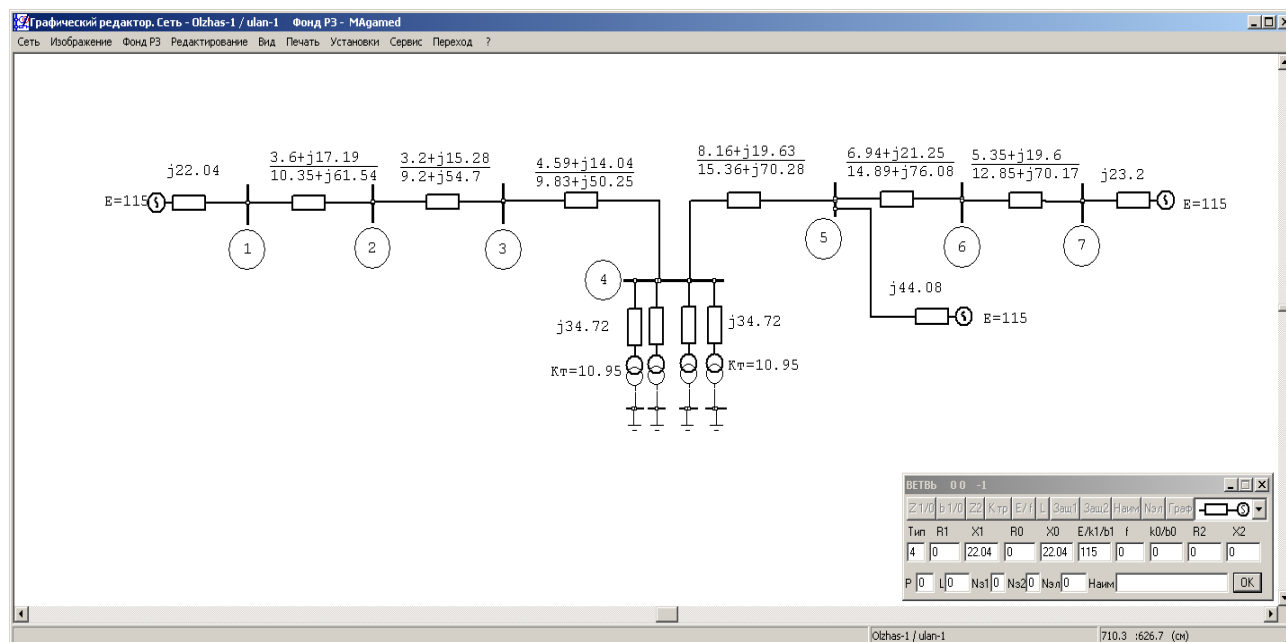 Графический редактор. Сеть - Olzhas-1 / ulan-1 Фонд РЗ - MAgamed
Сеть Изображение Фонд РЗ Редактирование Вид Печать Установки Сервис Переход ?
j22.04
3.6+j17.19
10.35+j61.54
3.2+j15.28
9.2+j54.7
4.59+j14.04
9.83+j50.25
8.16+j19.63
15.36+j70.28
6.94+j21.25
14.89+j76.08
5.35+j19.6
12.85+j70.17
j23.2
E=115
E=115
1
2
3
5
6
7
4
j44.08
E=115
j34.72
j34.72
Кт=10.95
Кт=10.95
ВЕТВЬ 0 0 -1
Z 1/0 b 1/0 Z2 К тр E/f L Защ1 Защ2 Наим Nэл Граф
Тип R1 X1 R0 X0 E/k1/b1 f k0/b0 R2 X2
4 0 22.04 0 22.04 115 0 0 0 0
P 0 L 0 Nэ1 0 Nэ2 0 Nэл 0 Наим OK
Olzhas-1 / ulan-1 710.3 :626.7 (см)